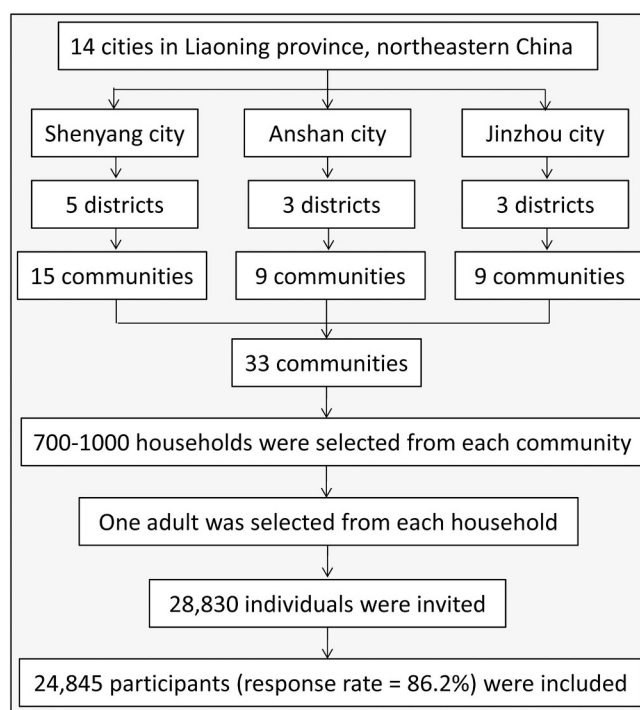 14 cities in Liaoning province, northeastern China
Shenyang city
Anshan city
Jinzhou city
5 districts
3 districts
3 districts
15 communities
9 communities
9 communities
33 communities
700-1000 households were selected from each community
One adult was selected from each household
28,830 individuals were invited
24,845 participants (response rate = 86.2%) were included